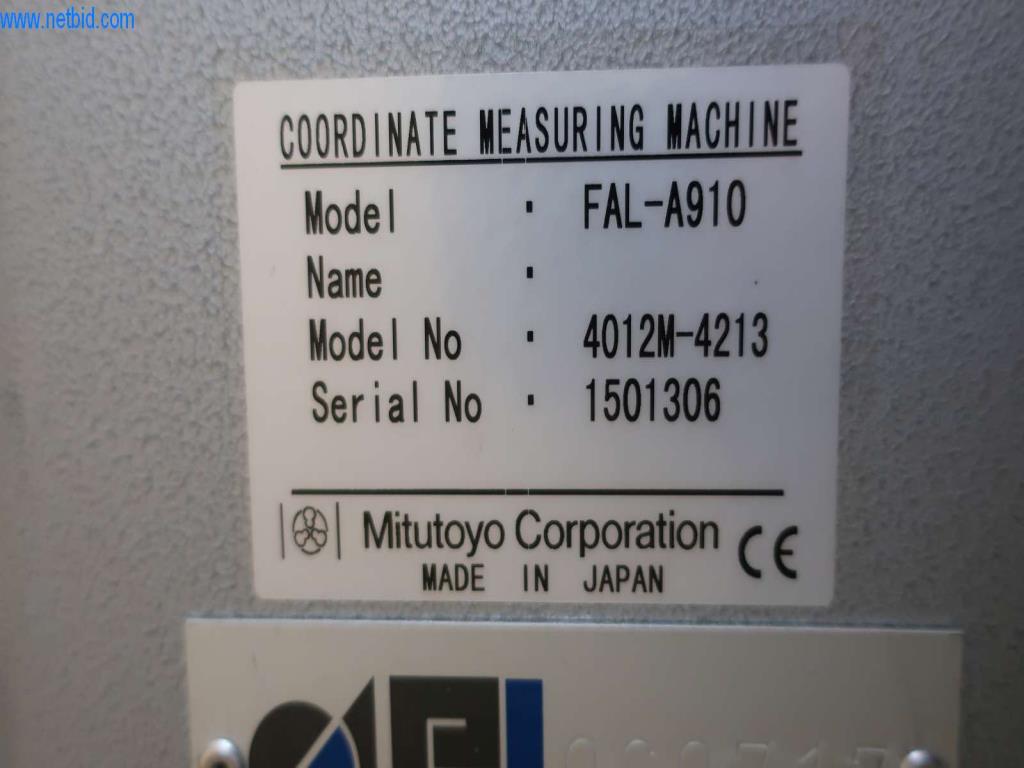 www.netbid.com
COORDINATE MEASURING MACHINE
Model · FAL-A910
Name ·
Model No · 4012M-4213
Serial No · 1501306
Mitutoyo Corporation CE
MADE IN JAPAN